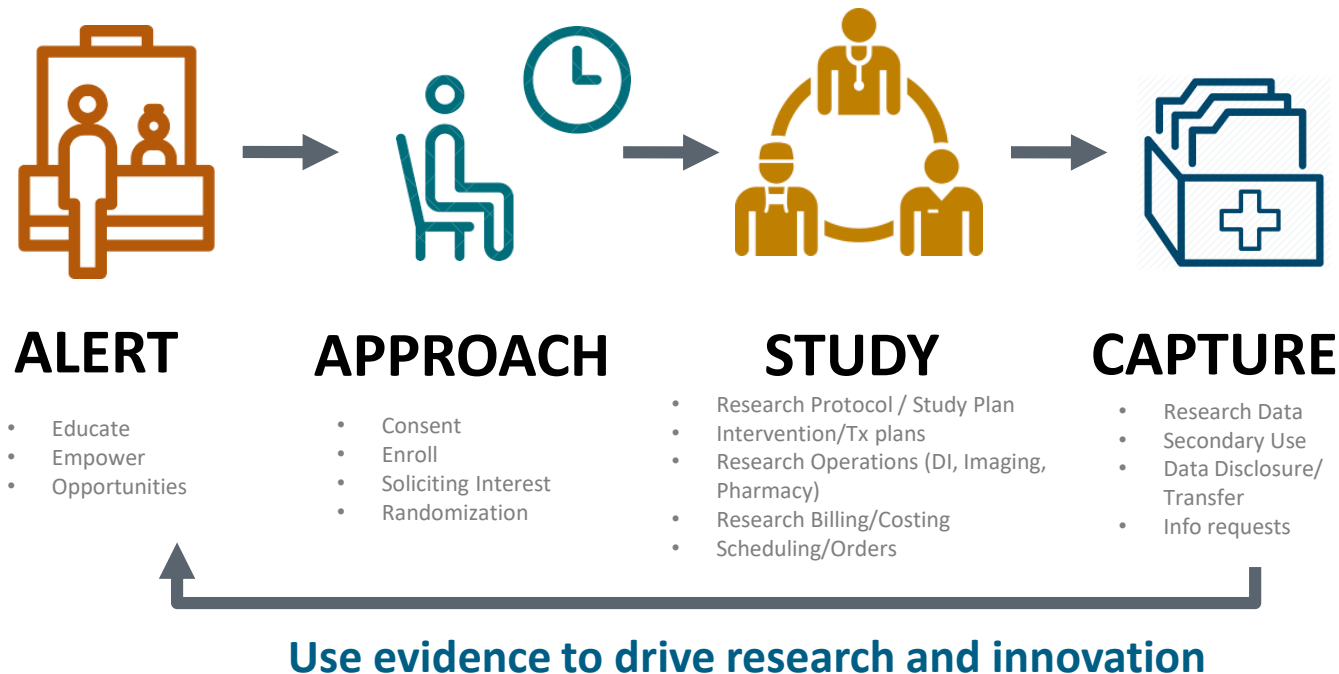 ALERT
• Educate
• Empower
• Opportunities
APPROACH
• Consent
• Enroll
• Soliciting Interest
• Randomization
STUDY
• Research Protocol / Study Plan
• Intervention/Tx plans
• Research Operations (DI, Imaging,
Pharmacy)
• Research Billing/Costing
• Scheduling/Orders
CAPTURE
• Research Data
• Secondary Use
• Data Disclosure/
Transfer
• Info requests
Use evidence to drive research and innovation